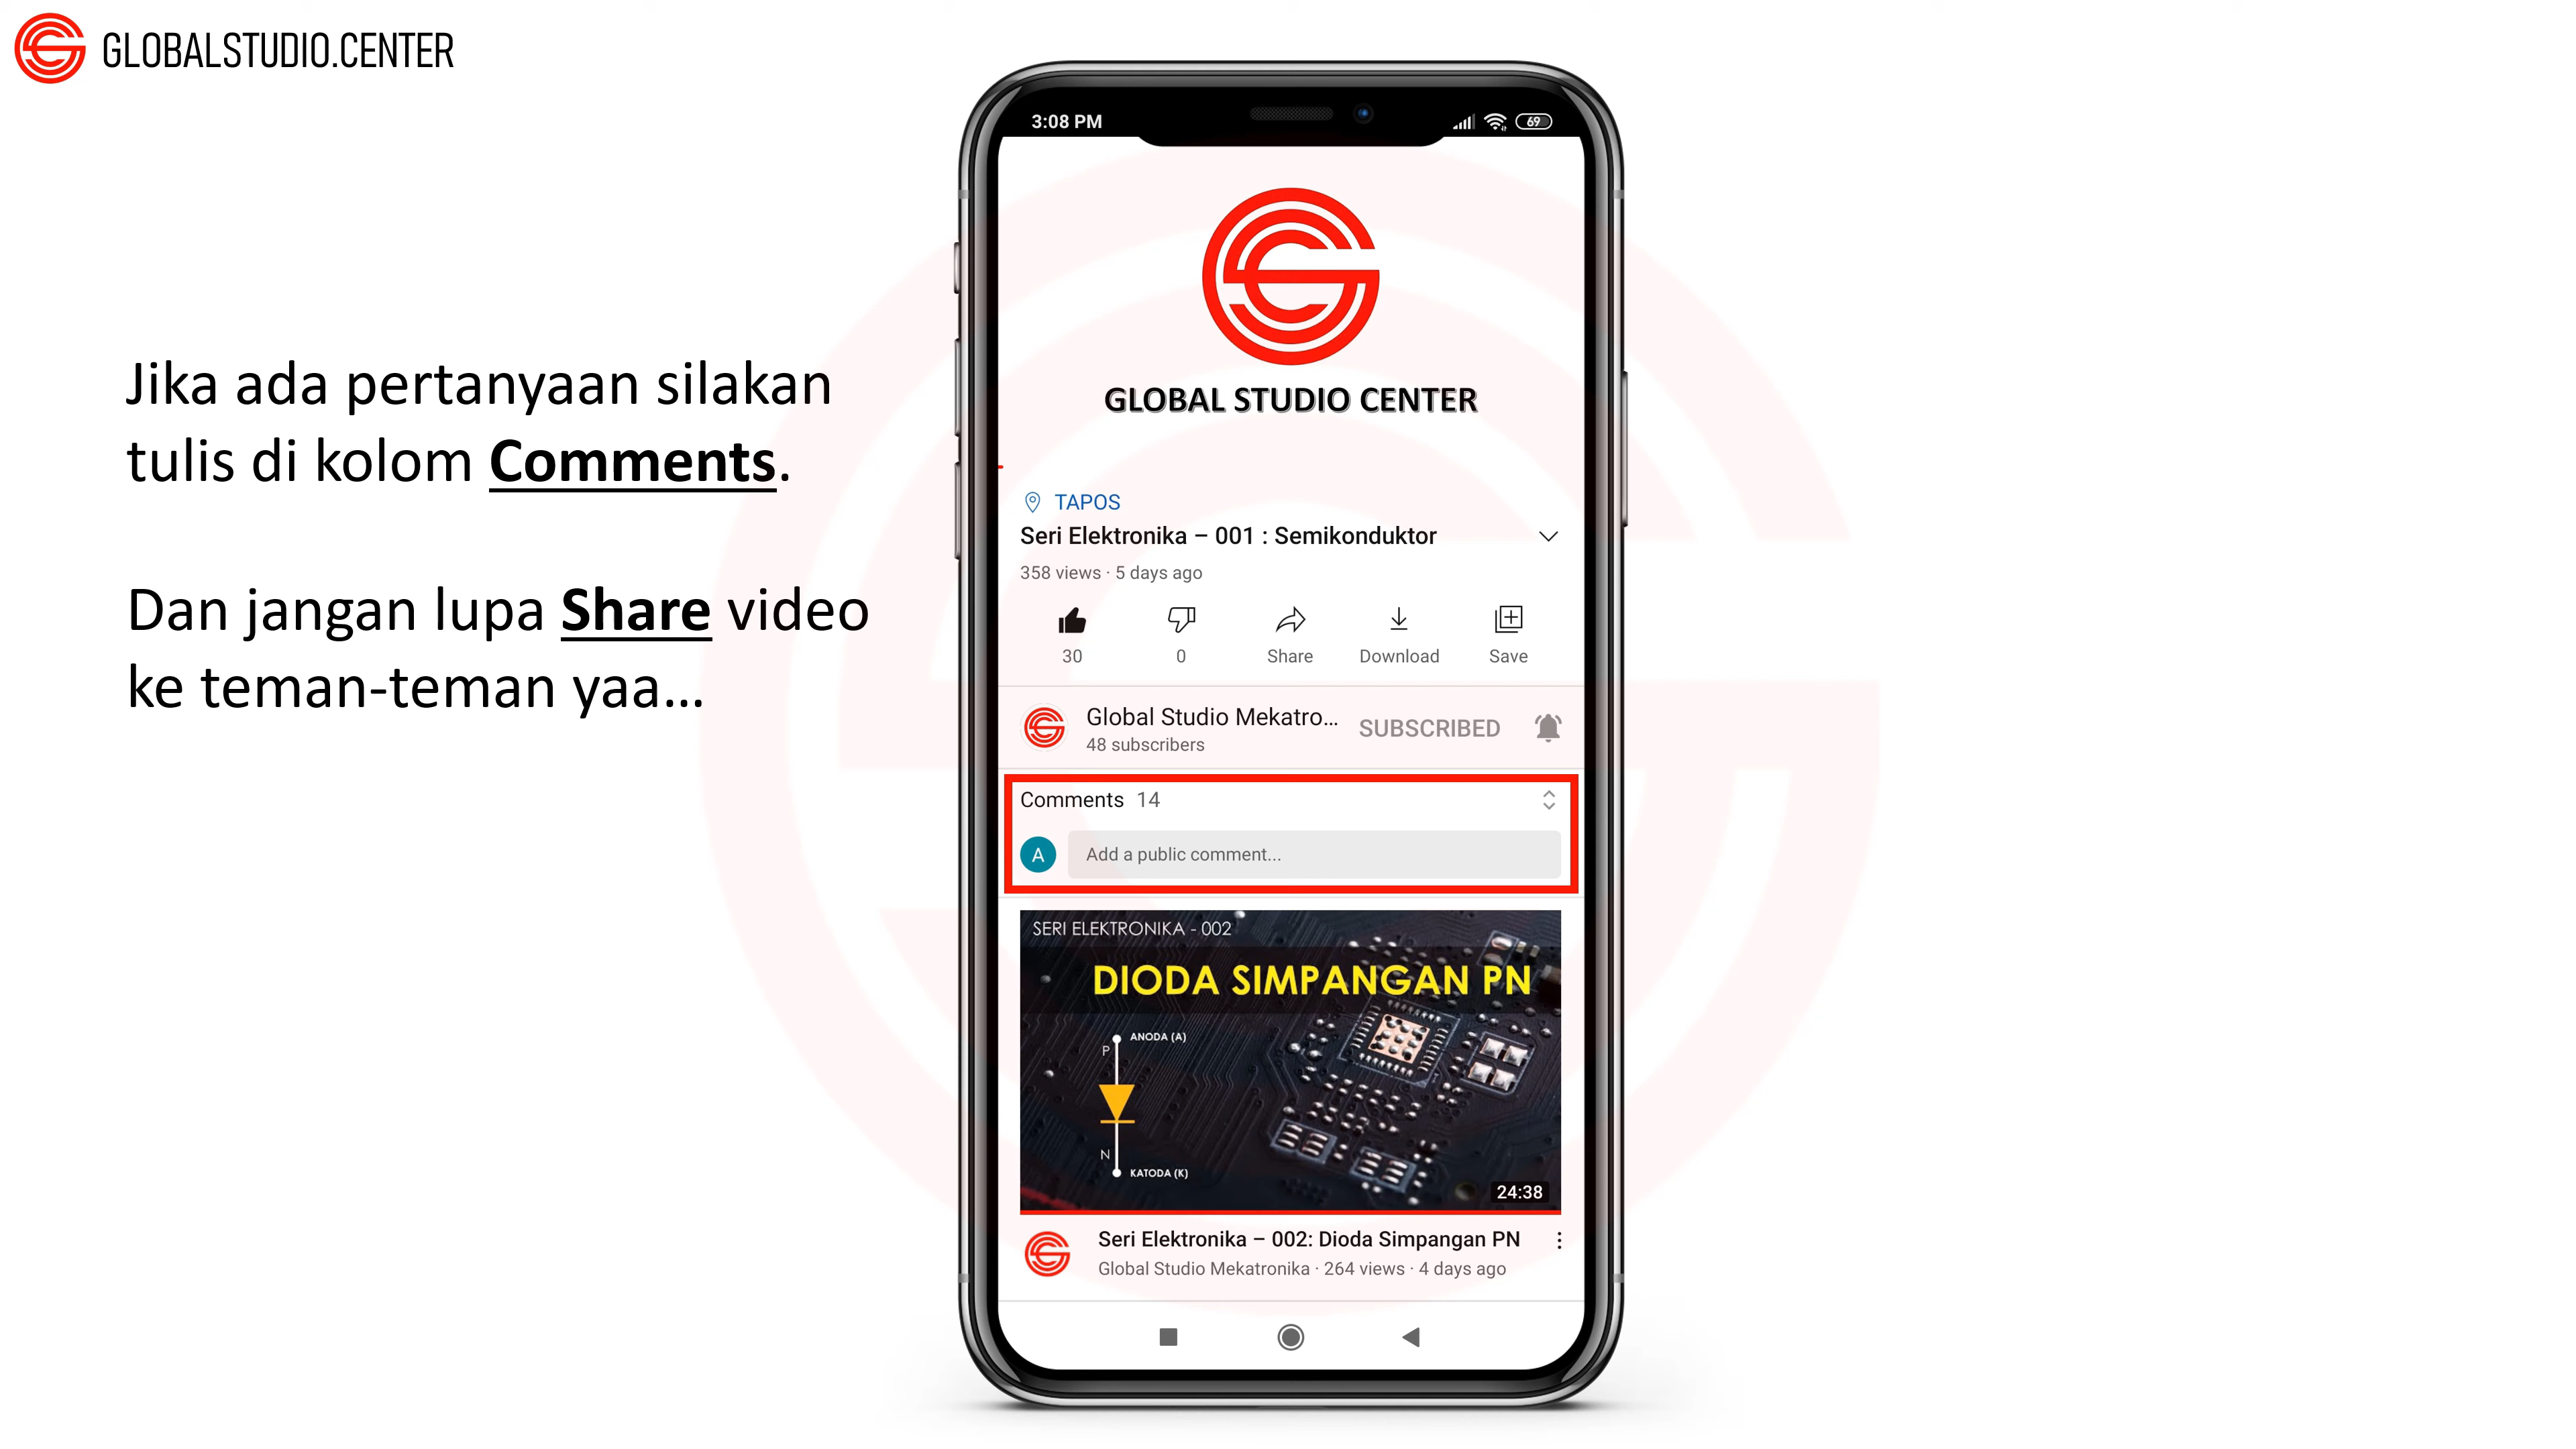 GLOBALSTUDIO.CENTER
Jika ada pertanyaan silakan
tulis di kolom Comments.
Dan jangan lupa Share video
ke teman-teman yaa...
3:08 PM
69
GLOBAL STUDIO CENTER
TAPOS
Seri Elektronika – 001 : Semikonduktor
358 views · 5 days ago
30
0
Share
Download
Save
Global Studio Mekatro...
SUBSCRIBED
48 subscribers
Comments 14
A
Add a public comment...
SERI ELEKTRONIKA - 002
DIODA SIMPANGAN PN
ANODA (A)
P
N
KATODA (K)
24:38
Seri Elektronika – 002: Dioda Simpangan PN
Global Studio Mekatronika · 264 views · 4 days ago